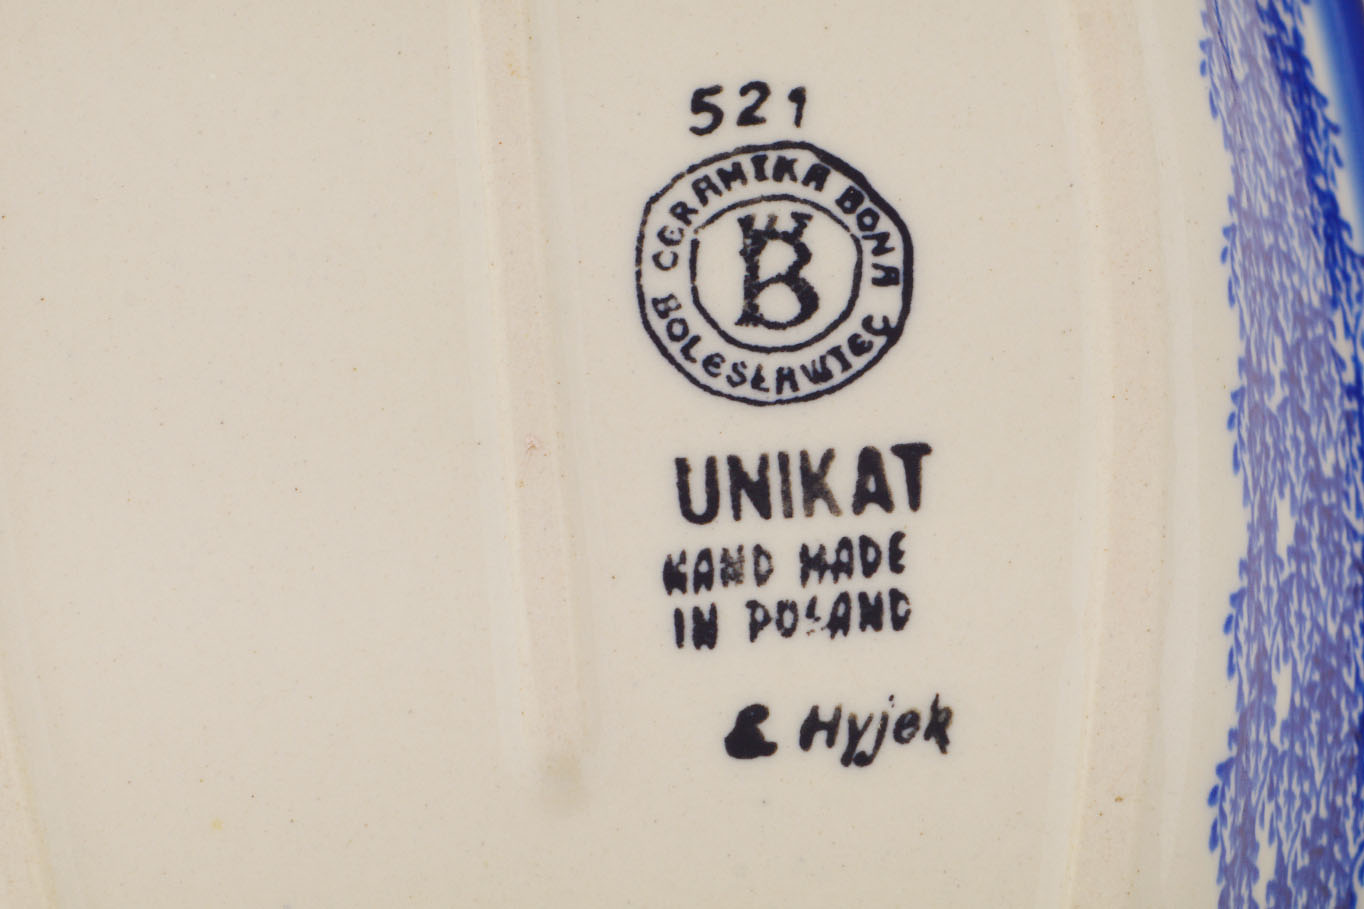 521
CERAMIKA BONA
BOLESŁAWIEC
B
UNIKAT
HAND MADE
IN POLAND
Hyjek